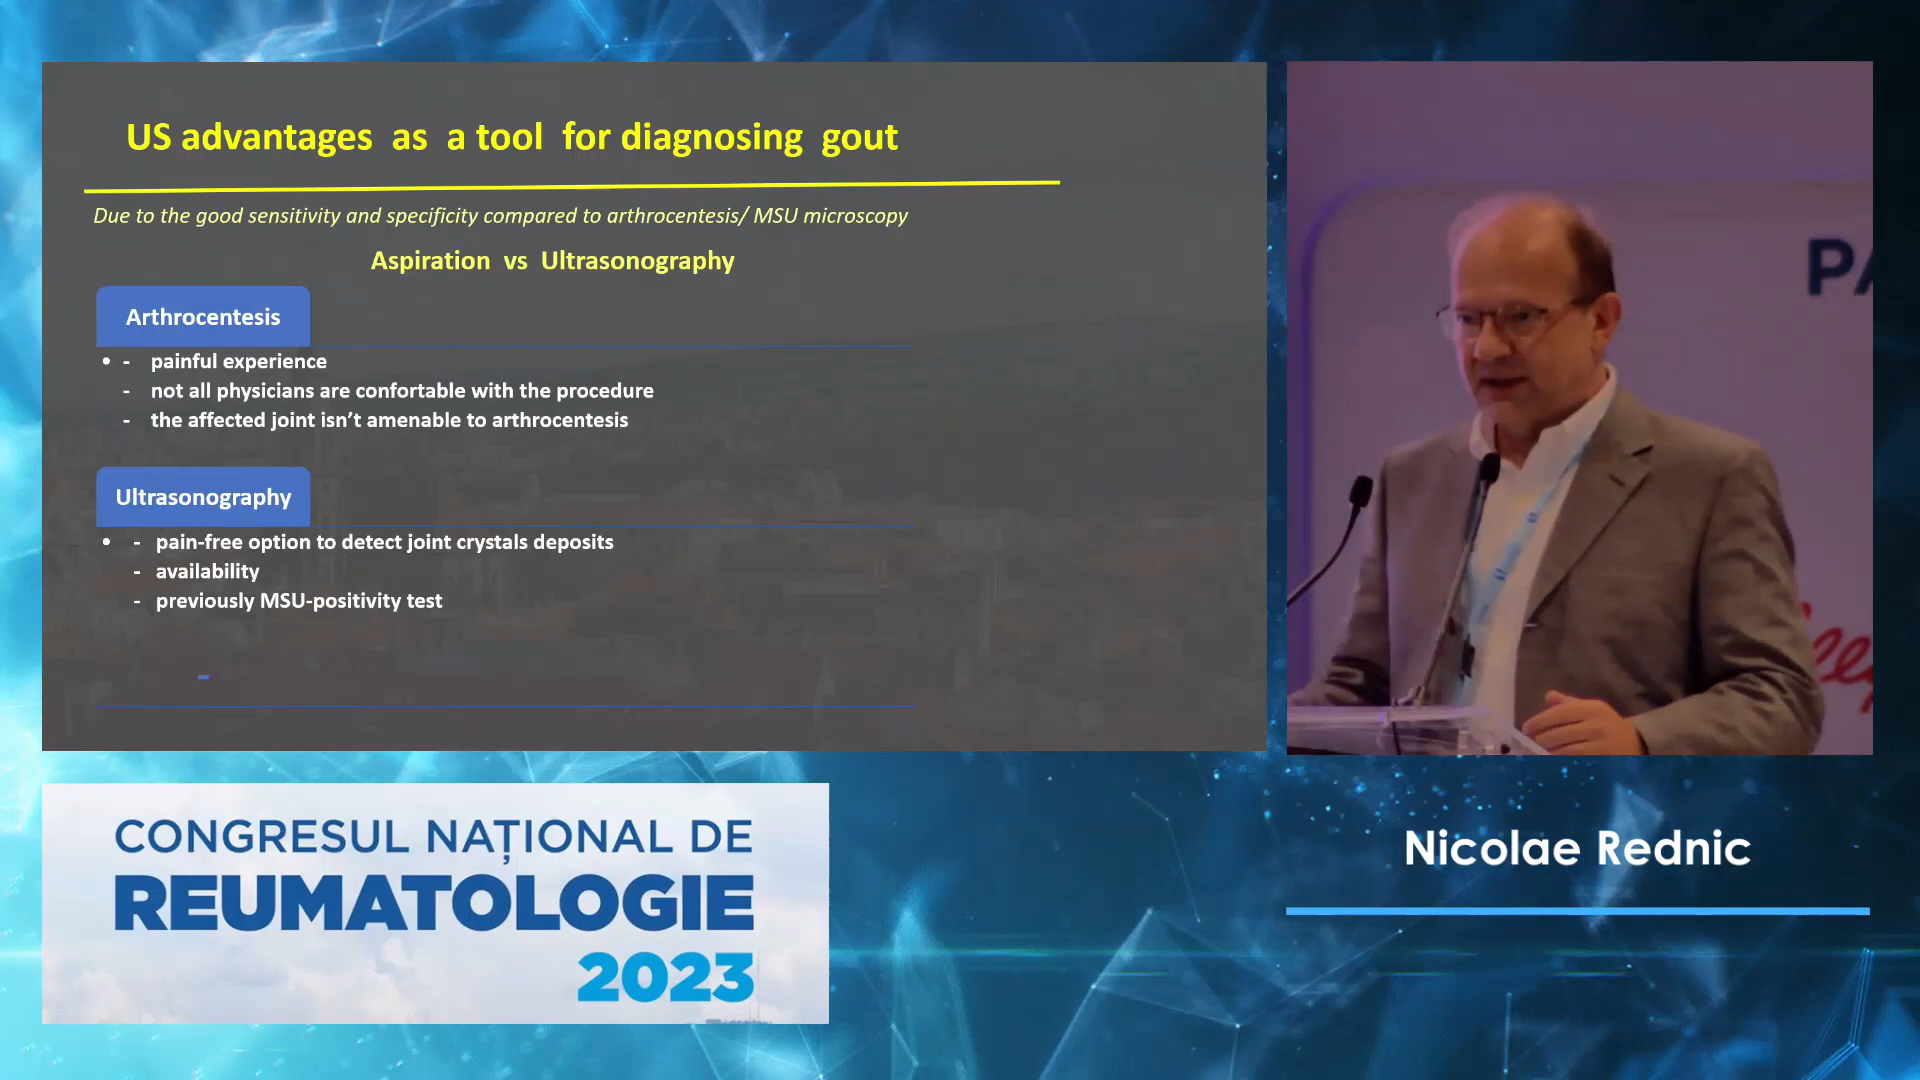 US advantages as a tool for diagnosing gout
Due to the good sensitivity and specificity compared to arthrocentesis/ MSU microscopy
Aspiration vs Ultrasonography
Arthrocentesis
• - painful experience
- not all physicians are confortable with the procedure
- the affected joint isn’t amenable to arthrocentesis
Ultrasonography
• - pain-free option to detect joint crystals deposits
- availability
- previously MSU-positivity test
-
PA
CONGRESUL NAȚIONAL DE
REUMATOLOGIE
2023
Nicolae Rednic